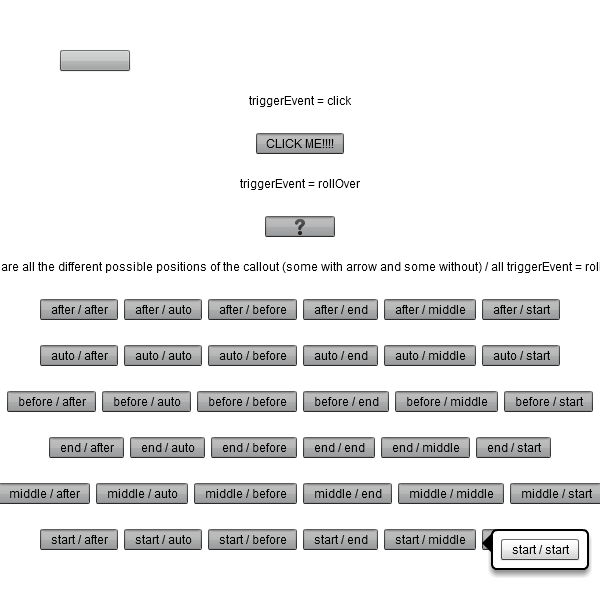 triggerEvent = click
CLICK ME!!!!
triggerEvent = rollOver
?
are all the different possible positions of the callout (some with arrow and some without) / all triggerEvent = roll
after / after after / auto after / before after / end after / middle after / start
auto / after auto / auto auto / before auto / end auto / middle auto / start
before / after before / auto before / before before / end before / middle before / start
end / after end / auto end / before end / end end / middle end / start
middle / after middle / auto middle / before middle / end middle / middle middle / start
start / after start / auto start / before start / end start / middle start / start